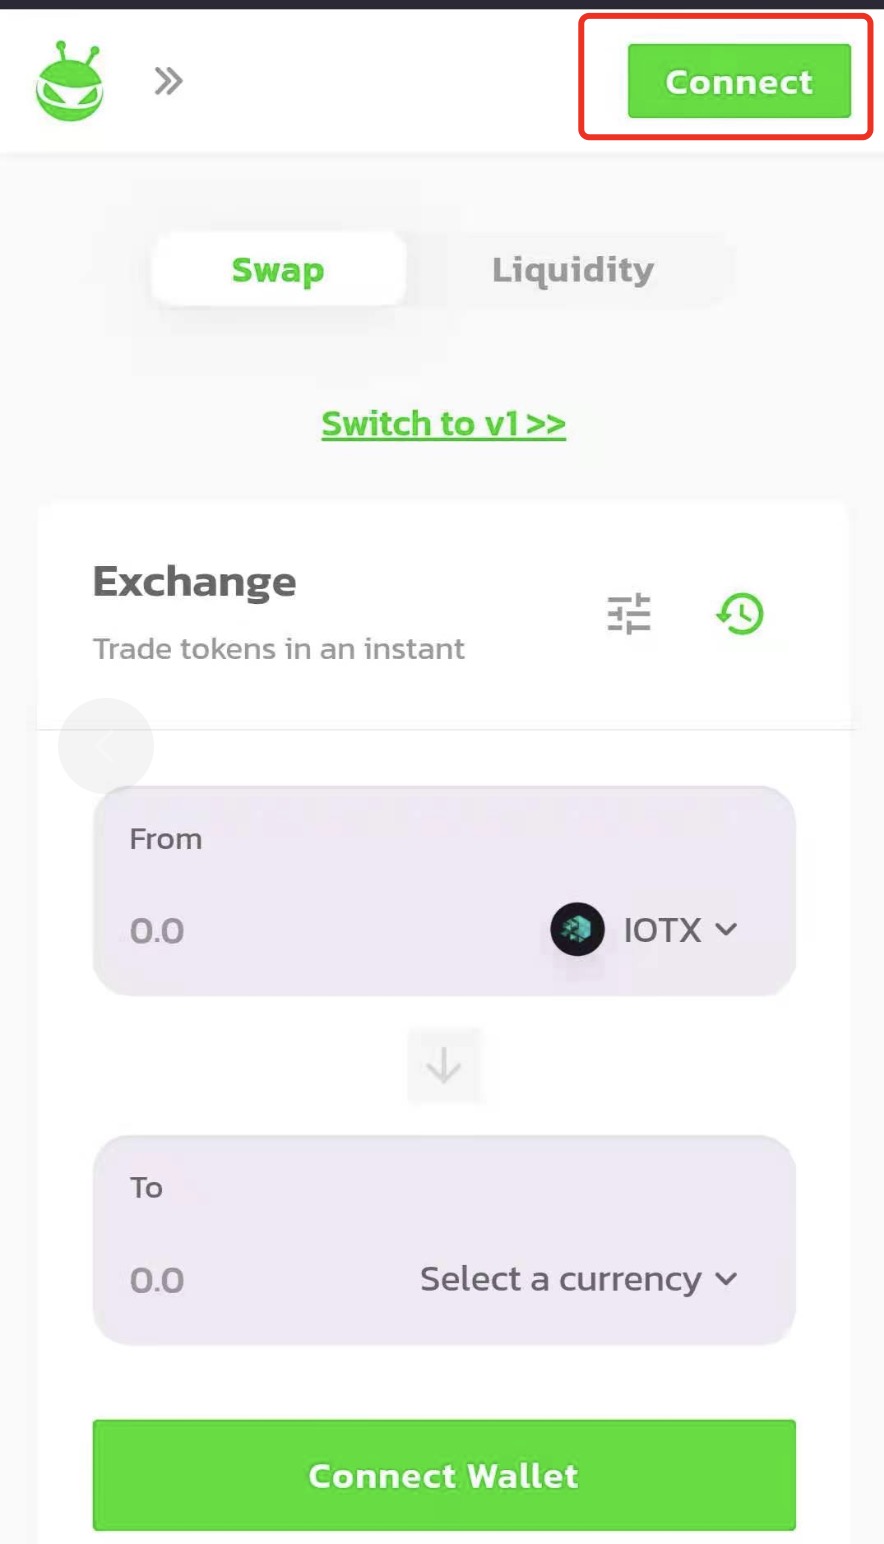 Connect
Swap Liquidity
Switch to v1 >>
Exchange
Trade tokens in an instant
From
0.0 IOTX
To
0.0 Select a currency
Connect Wallet